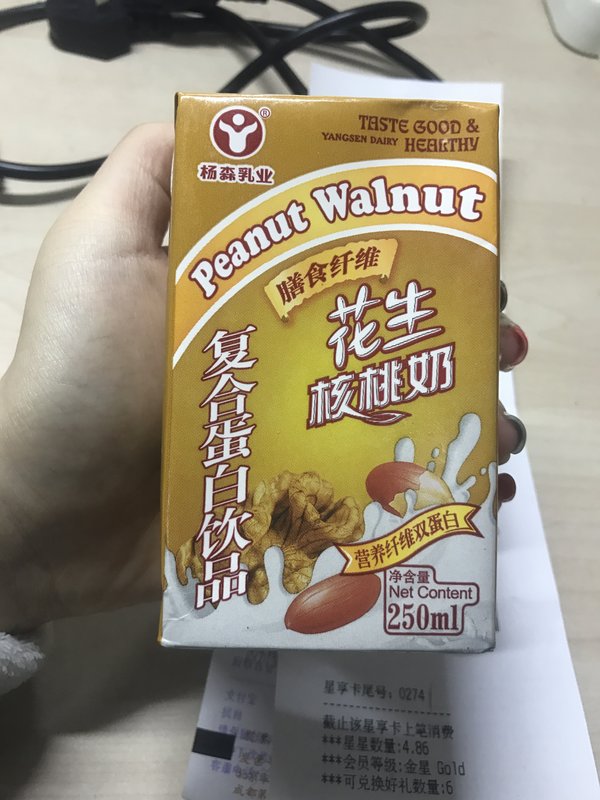 ®
杨森乳业
TASTE GOOD &
YANGSEN DAIRY HEALTHY
Peanut Walnut
膳食纤维
花生
核桃奶
复合蛋白饮品
营养纤维双蛋白
净含量
Net Content
250ml
星享卡尾号: 0274
截止该星享卡上笔消费
***星星数量:4.86
***会员等级:金星 Gold
***可兑换好礼数量:6
支付宝